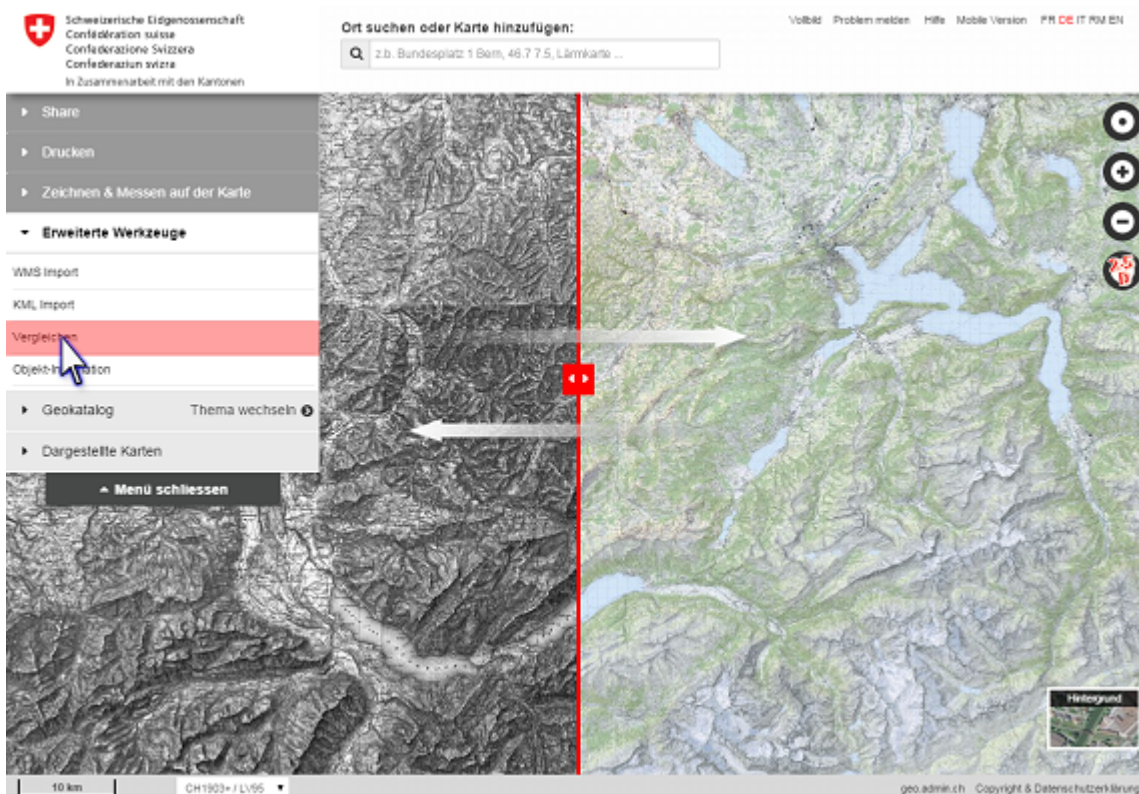 Schweizerische Eidgenossenschaft
Confédération suisse
Confederazione Svizzera
Confederaziun svizra
In Zusammenarbeit mit den Kantonen
Ort suchen oder Karte hinzufügen:
z.b. Bundesplatz 1 Bern, 46.7 7.5, Lärmkarte ...
Vollbild Problem melden Hilfe Mobile Version FR DE IT RM EN
Share
Drucken
Zeichnen & Messen auf der Karte
Erweiterte Werkzeuge
WMS Import
KML Import
Vergleichen
Geokatalog Thema wechseln
Dargestellte Karten
Menü schliessen
2.5 D
Hintergrund
10 km
CH1903+ / LV95
geo.admin.ch Copyright & Datenschutzerklärung